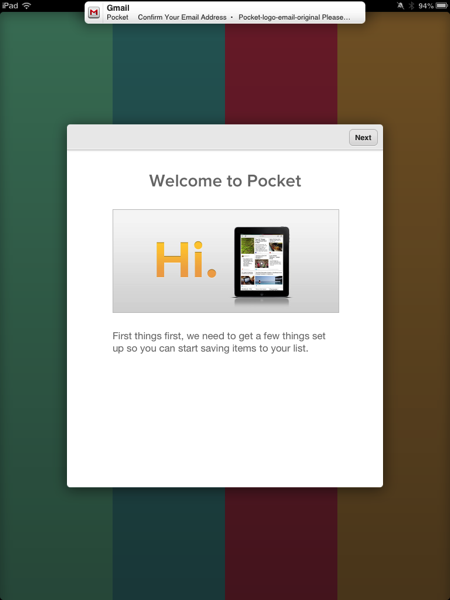 iPad
94%
Gmail
Pocket Confirm Your Email Address • Pocket-logo-email-original Please...
Next
Welcome to Pocket
Hi.
First things first, we need to get a few things set
up so you can start saving items to your list.